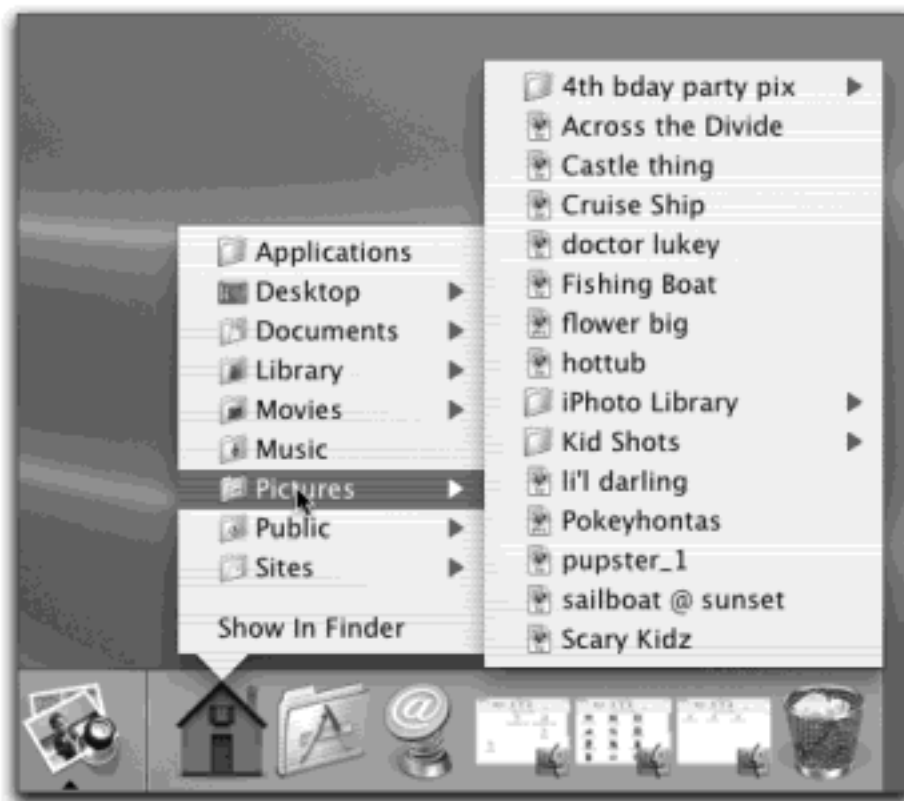 Applications
Desktop
Documents
Library
Movies
Music
Pictures
Public
Sites
Show In Finder
4th bday party pix
Across the Divide
Castle thing
Cruise Ship
doctor lukey
Fishing Boat
flower big
hottub
iPhoto Library
Kid Shots
li'l darling
Pokeyhontas
pupster_1
sailboat @ sunset
Scary Kidz